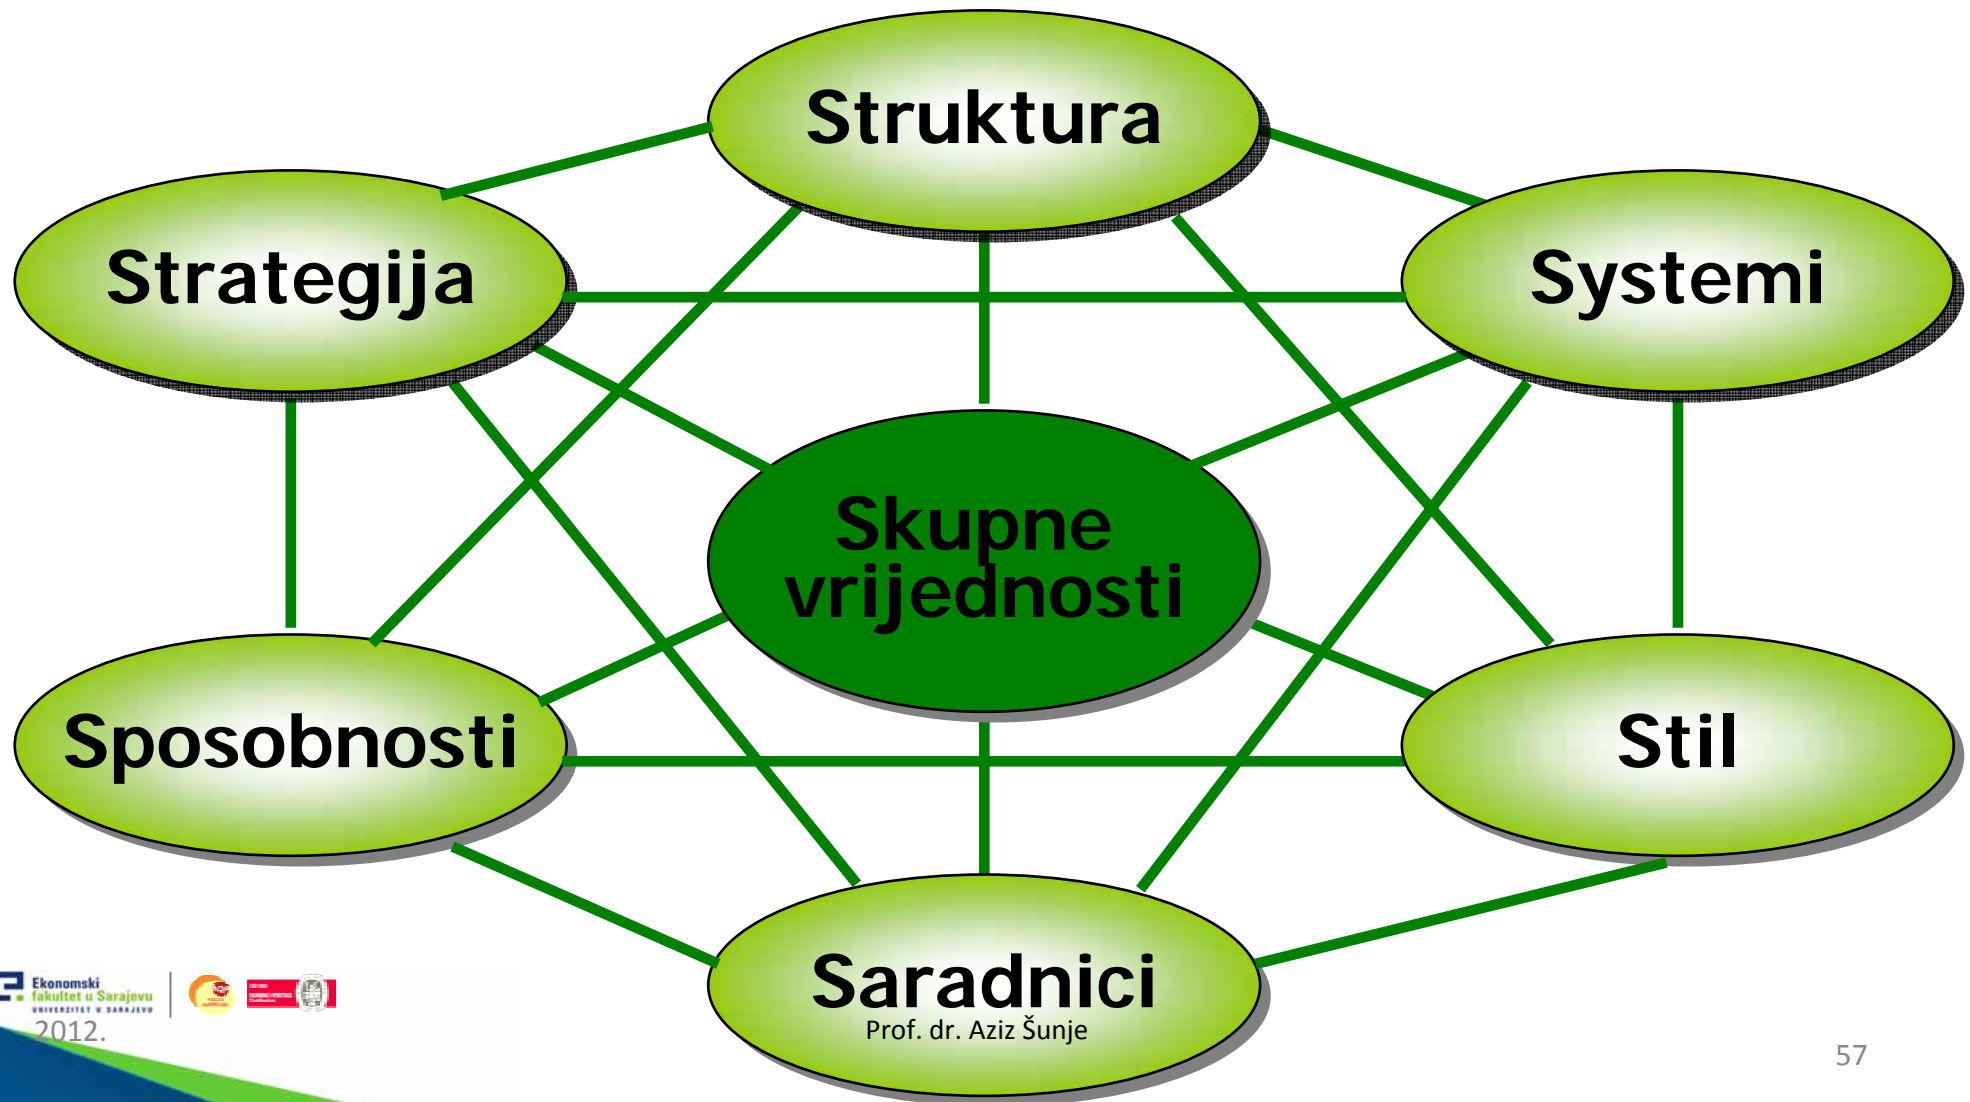 Struktura
Strategija
Systemi
Skupne
vrijednosti
Sposobnosti
Stil
Saradnici
Prof. dr. Aziz Šunje
Ekonomski
fakultet u Sarajevu
UNIVERZITET U SARAJEVU
2012.
57